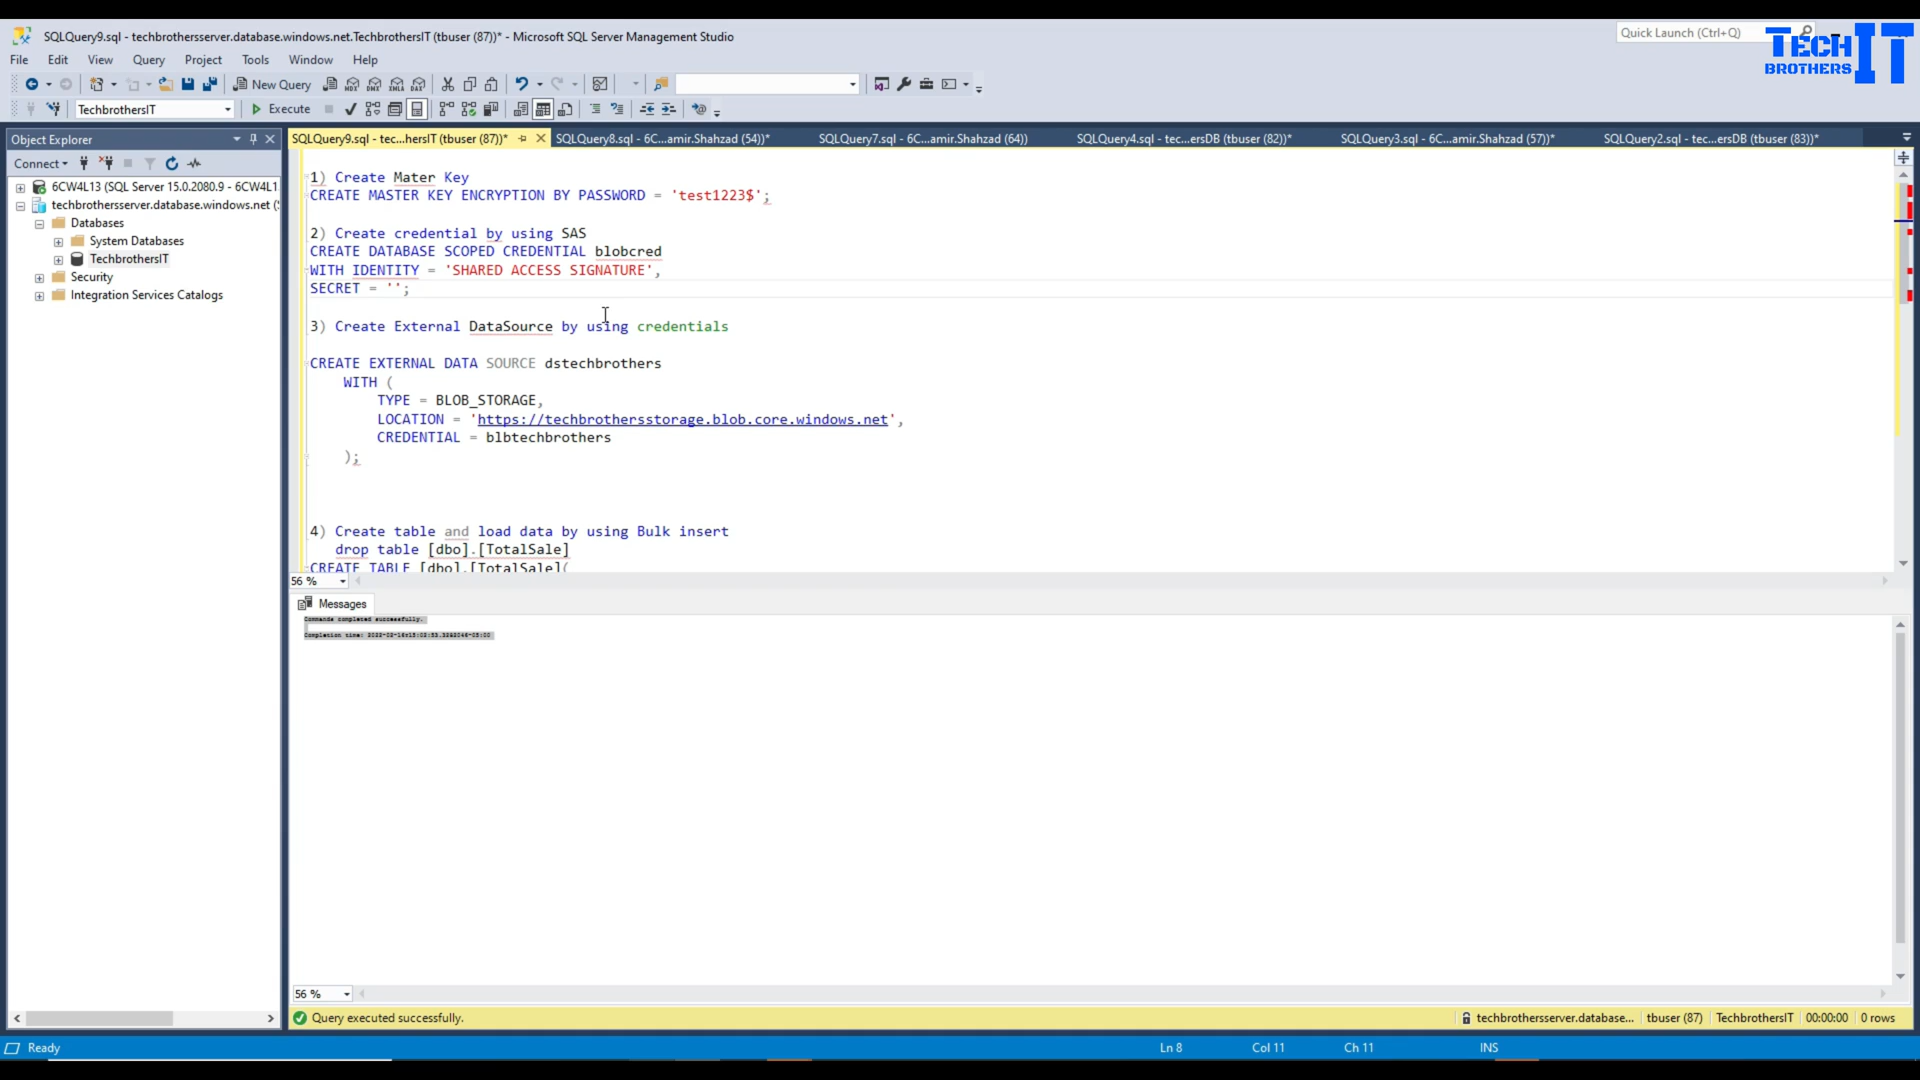 SQLQuery9.sql - techbrothersserver.database.windows.net.TechbrothersIT (tbuser (87))* - Microsoft SQL Server Management Studio
Quick Launch (Ctrl+Q)
TECH BROTHERS IT
File Edit View Query Project Tools Window Help
New Query
TechbrothersIT
Execute
Object Explorer
SQLQuery9.sql - tec...hersIT (tbuser (87))*
SQLQuery8.sql - 6C...amir.Shahzad (54))*
SQLQuery7.sql - 6C...amir.Shahzad (64))
SQLQuery4.sql - tec...ersDB (tbuser (82))*
SQLQuery3.sql - 6C...amir.Shahzad (57))*
SQLQuery2.sql - tec...ersDB (tbuser (83))*
Connect
6CW4L13 (SQL Server 15.0.2080.9 - 6CW4L1
techbrothersserver.database.windows.net (
Databases
System Databases
TechbrothersIT
Security
Integration Services Catalogs
1) Create Mater Key
CREATE MASTER KEY ENCRYPTION BY PASSWORD = 'test1223$';
2) Create credential by using SAS
CREATE DATABASE SCOPED CREDENTIAL blobcred
WITH IDENTITY = 'SHARED ACCESS SIGNATURE',
SECRET = '';
3) Create External DataSource by using credentials
CREATE EXTERNAL DATA SOURCE dstechbrothers
WITH (
TYPE = BLOB_STORAGE,
LOCATION = 'https://techbrothersstorage.blob.core.windows.net',
CREDENTIAL = blbtechbrothers
);
4) Create table and load data by using Bulk insert
drop table [dbo].[TotalSale]
CREATE TABLE [dbo].[TotalSale](
56 %
Messages
Commands completed successfully.
Completion time:
56 %
Query executed successfully.
techbrothersserver.database... tbuser (87) TechbrothersIT 00:00:00 0 rows
Ready
Ln 8 Col 11 Ch 11 INS